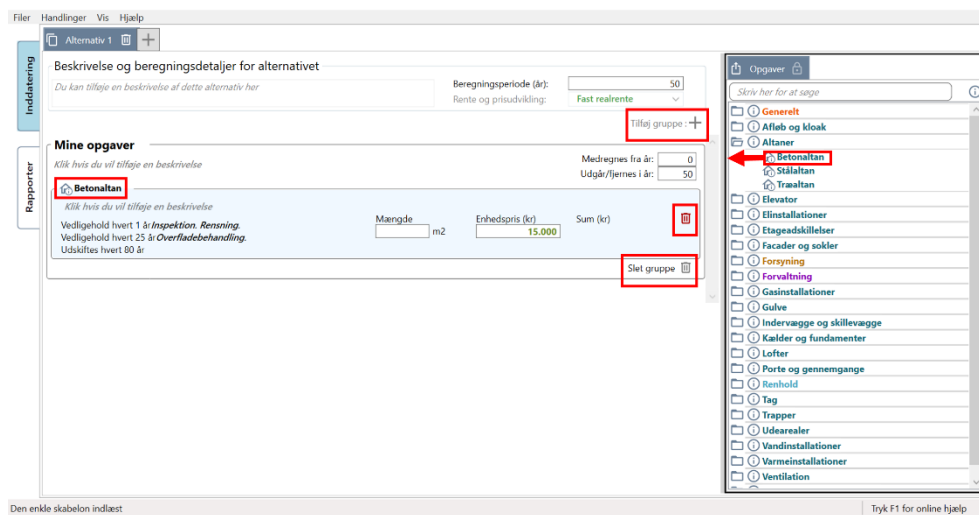 Filer Handlinger Vis Hjælp
Alternativ 1
Inddatering
Rapporter
Beskrivelse og beregningsdetaljer for alternativet
Du kan tilføje en beskrivelse af dette alternativ her
Beregningsperiode (år): 50
Rente og prisudvikling: Fast realrente
Tilføj gruppe :
Mine opgaver
Klik hvis du vil tilføje en beskrivelse
Medregnes fra år: 0
Udgår/fjernes i år: 50
Betonaltan
Klik hvis du vil tilføje en beskrivelse
Vedligehold hvert 1 år Inspektion. Rensning.
Vedligehold hvert 25 år Overfladebehandling.
Udskiftes hvert 80 år
Mængde Enhedspris (kr) Sum (kr)
m2 15.000
Slet gruppe
Opgaver
Skriv her for at søge
Generelt
Afløb og kloak
Altaner
Betonaltan
Stålaltan
Træaltan
Elevator
Elinstallationer
Etageadskillelser
Facader og sokler
Forsyning
Forvaltning
Gasinstallationer
Gulve
Indervægge og skillevægge
Kælder og fundamenter
Lofter
Porte og gennemgange
Renhold
Tag
Trapper
Udearealer
Vandinstallationer
Varmeinstallationer
Ventilation
Den enkle skabelon indlæst
Tryk F1 for online hjælp